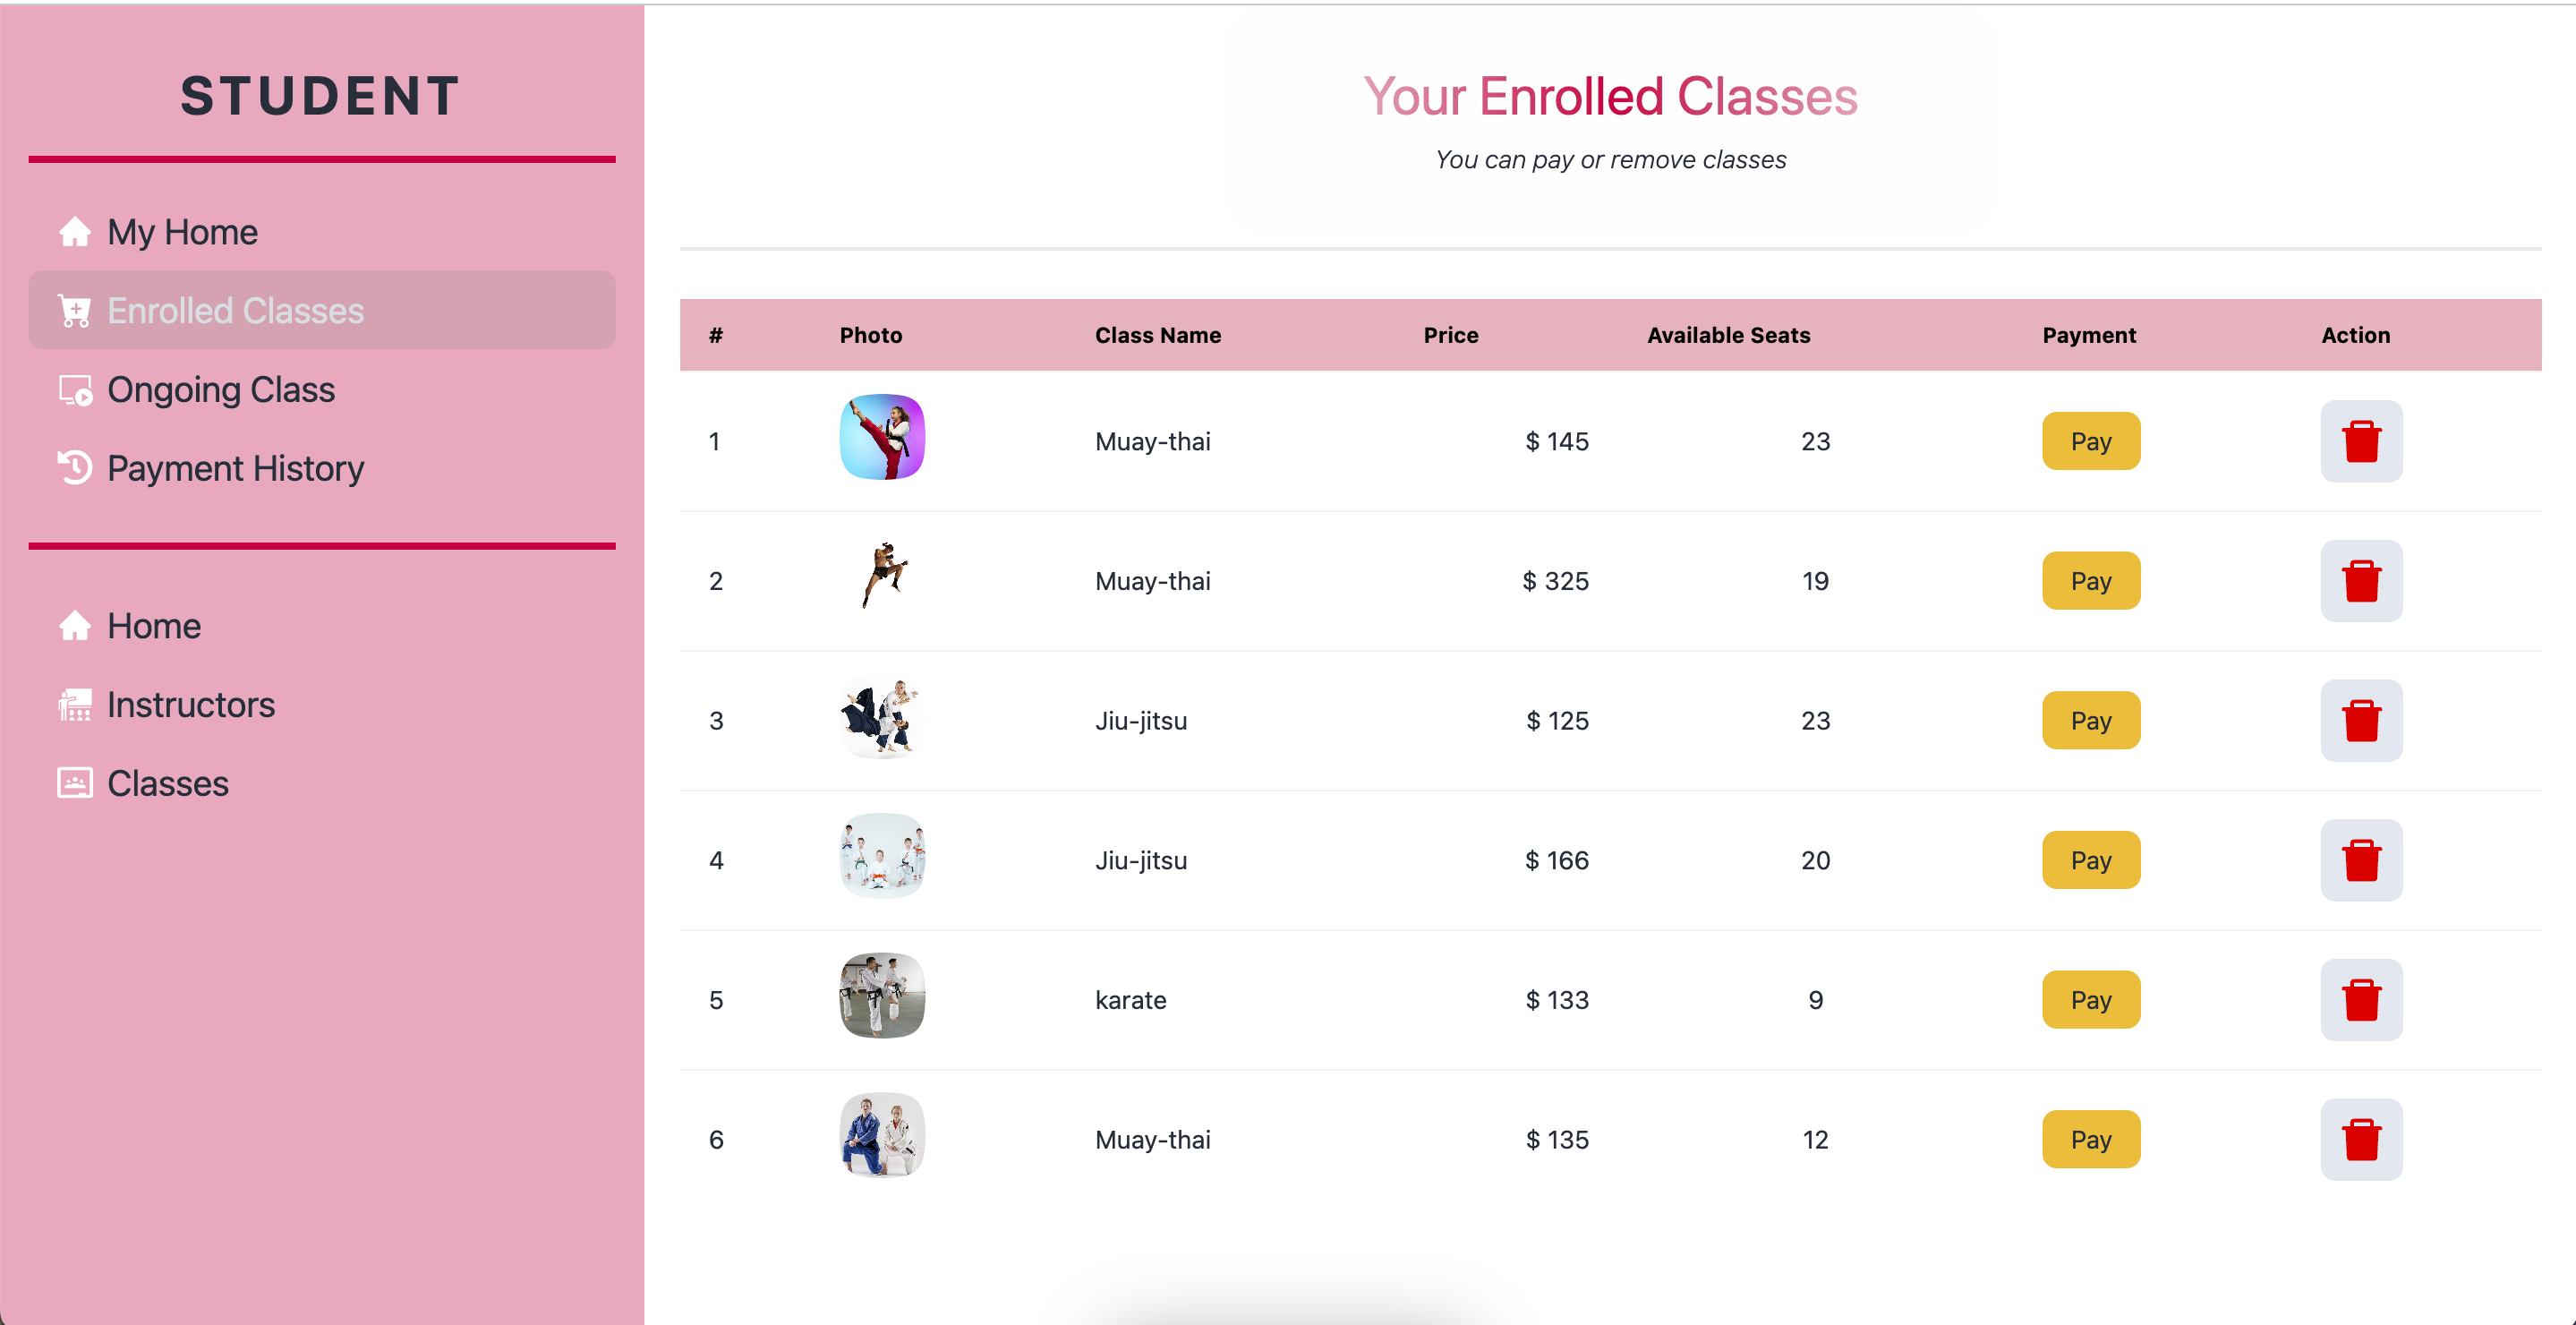 STUDENT
My Home
Enrolled Classes
Ongoing Class
Payment History
Home
Instructors
Classes
Your Enrolled Classes
You can pay or remove classes
# Photo Class Name Price Available Seats Payment Action
1 Muay-thai $ 145 23 Pay
2 Muay-thai $ 325 19 Pay
3 Jiu-jitsu $ 125 23 Pay
4 Jiu-jitsu $ 166 20 Pay
5 karate $ 133 9 Pay
6 Muay-thai $ 135 12 Pay